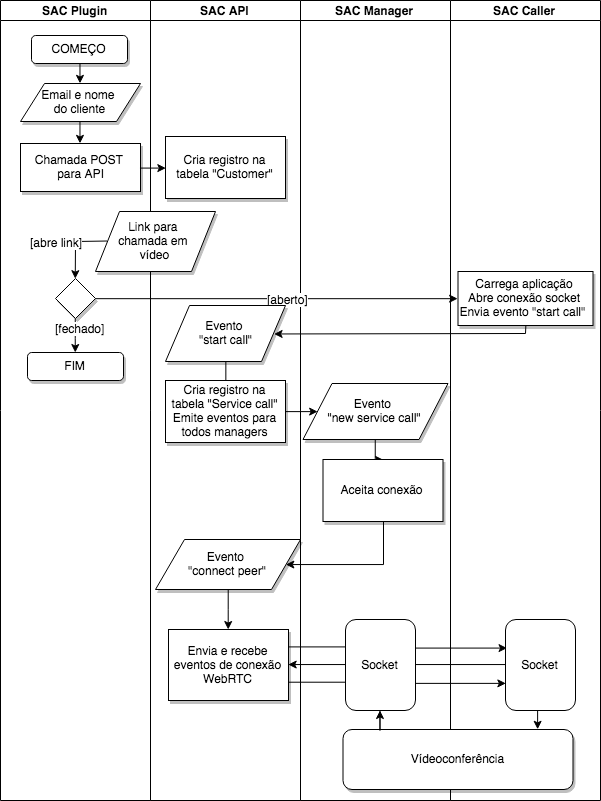 SAC Plugin
SAC API
SAC Manager
SAC Caller
COMEÇO
Email e nome
do cliente
Chamada POST
para API
Cria registro na
tabela "Customer"
Link para
chamada em
vídeo
[abre link]
[aberto]
[fechado]
FIM
Carrega aplicação
Abre conexão socket
Envia evento "start call"
Evento
"start call"
Cria registro na
tabela "Service call"
Emite eventos para
todos managers
Evento
"new service call"
Aceita conexão
Evento
"connect peer"
Envia e recebe
eventos de conexão
WebRTC
Socket
Socket
Vídeoconferência